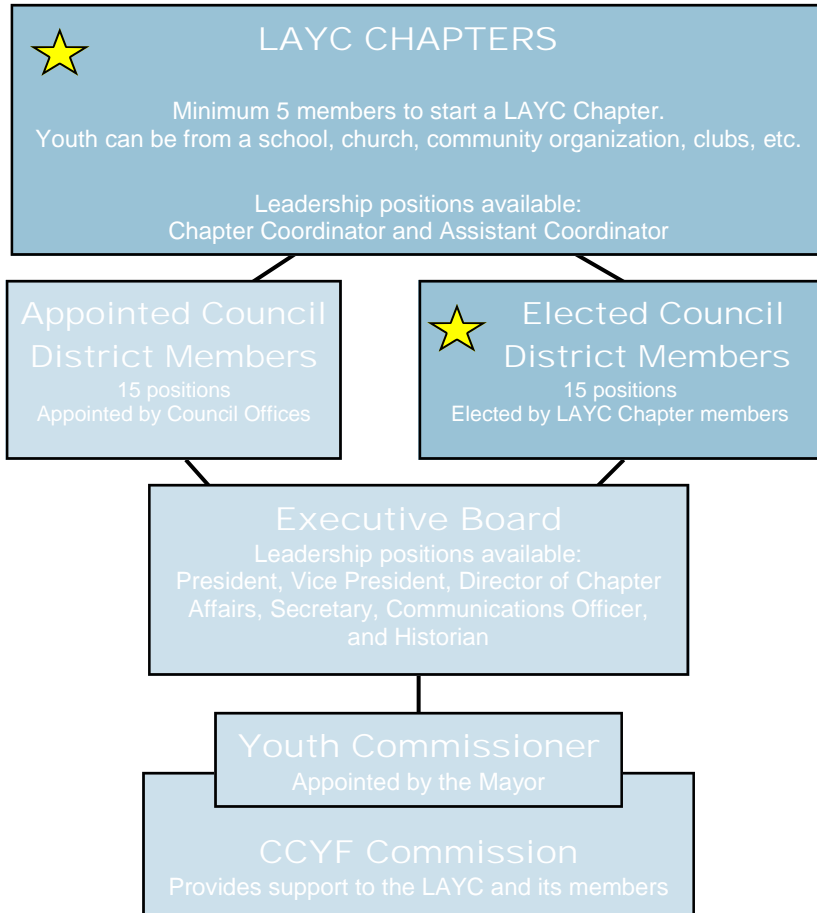 LAYC CHAPTERS
Minimum 5 members to start a LAYC Chapter.
Youth can be from a school, church, community organization, clubs, etc.
Leadership positions available:
Chapter Coordinator and Assistant Coordinator
Appointed Council
District Members
15 positions
Appointed by Council Offices
Elected Council
District Members
15 positions
Elected by LAYC Chapter members
Executive Board
Leadership positions available:
President, Vice President, Director of Chapter
Affairs, Secretary, Communications Officer,
and Historian
Youth Commissioner
Appointed by the Mayor
CCYF Commission
Provides support to the LAYC and its members